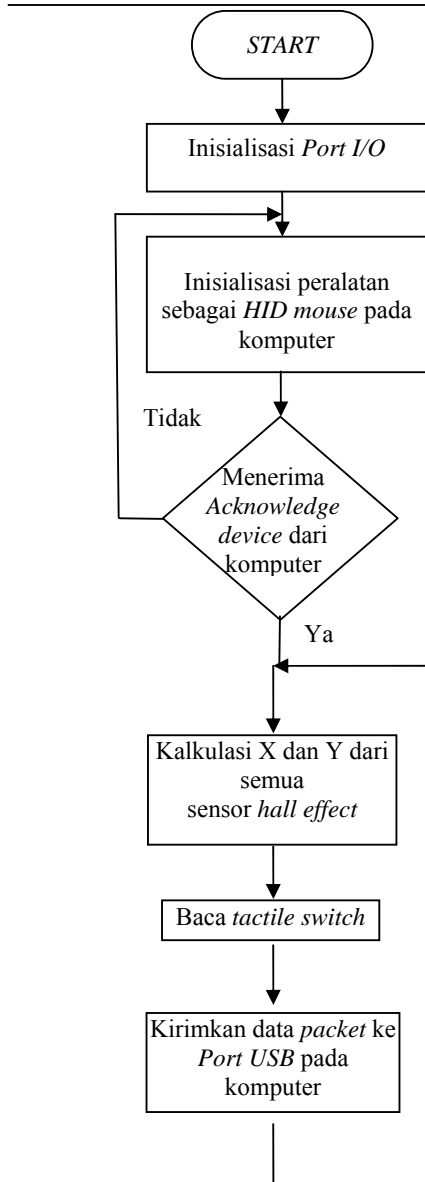 START
Inisialisasi Port I/O
Inisialisasi peralatan
sebagai HID mouse pada
komputer
Tidak
Menerima
Acknowledge
device dari
komputer
Ya
Kalkulasi X dan Y dari
semua
sensor hall effect
Baca tactile switch
Kirimkan data packet ke
Port USB pada
komputer